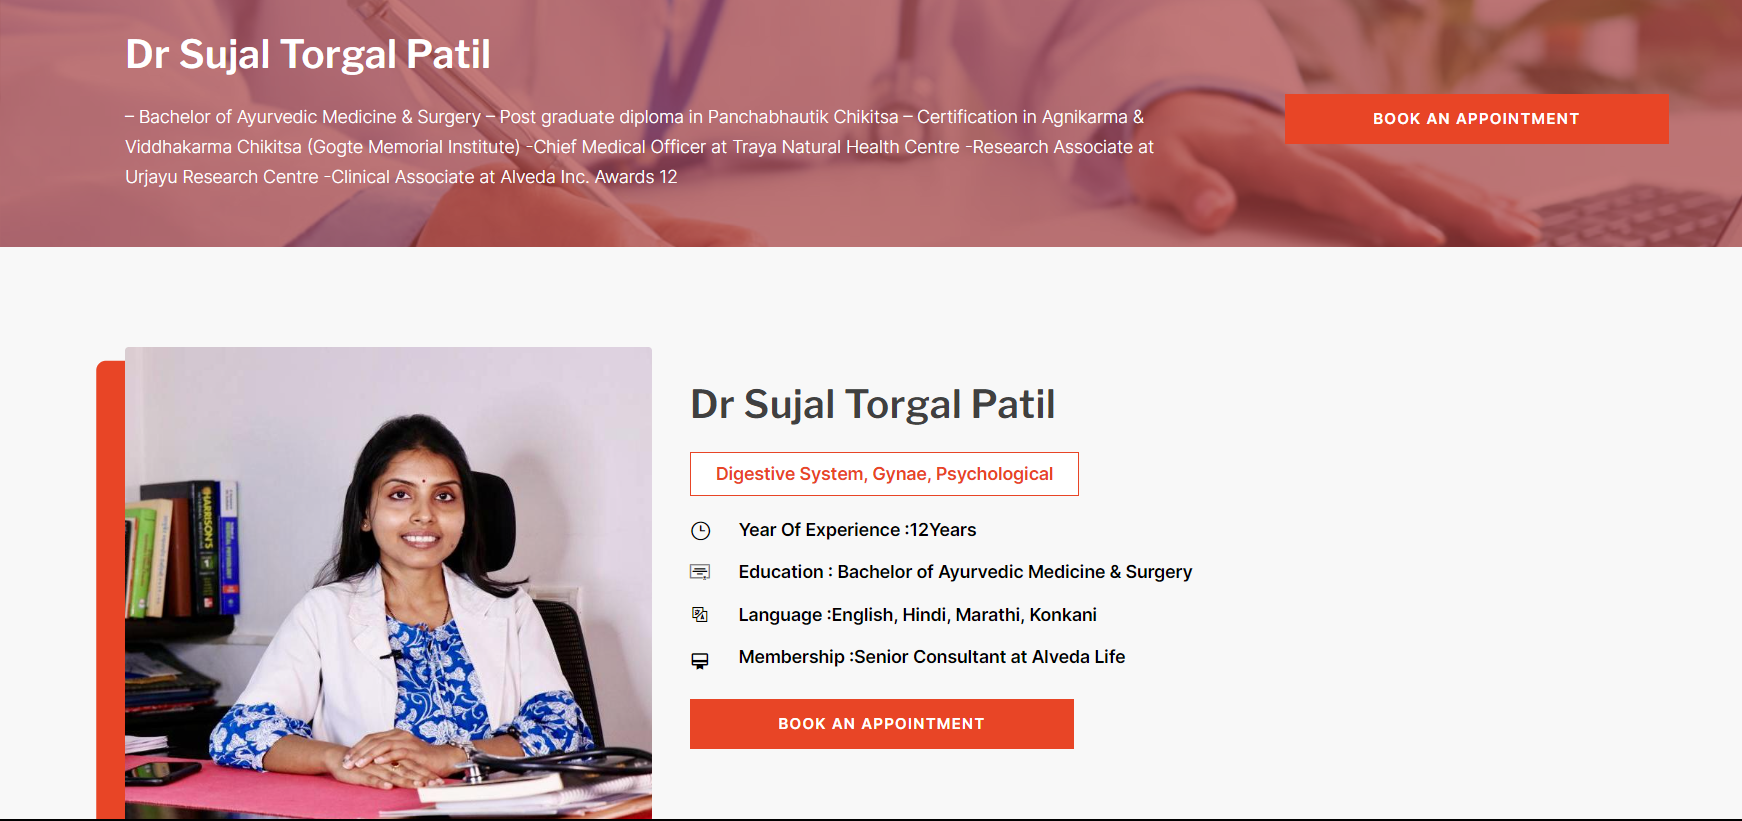 Dr Sujal Torgal Patil
– Bachelor of Ayurvedic Medicine & Surgery – Post graduate diploma in Panchabhautik Chikitsa – Certification in Agnikarma &
Viddhakarma Chikitsa (Gogte Memorial Institute) -Chief Medical Officer at Traya Natural Health Centre -Research Associate at
Urjayu Research Centre -Clinical Associate at Alveda Inc. Awards 12
BOOK AN APPOINTMENT
HARRISON'S
Dr Sujal Torgal Patil
Digestive System, Gynae, Psychological
Year Of Experience :12Years
Education : Bachelor of Ayurvedic Medicine & Surgery
Language :English, Hindi, Marathi, Konkani
Membership :Senior Consultant at Alveda Life
BOOK AN APPOINTMENT